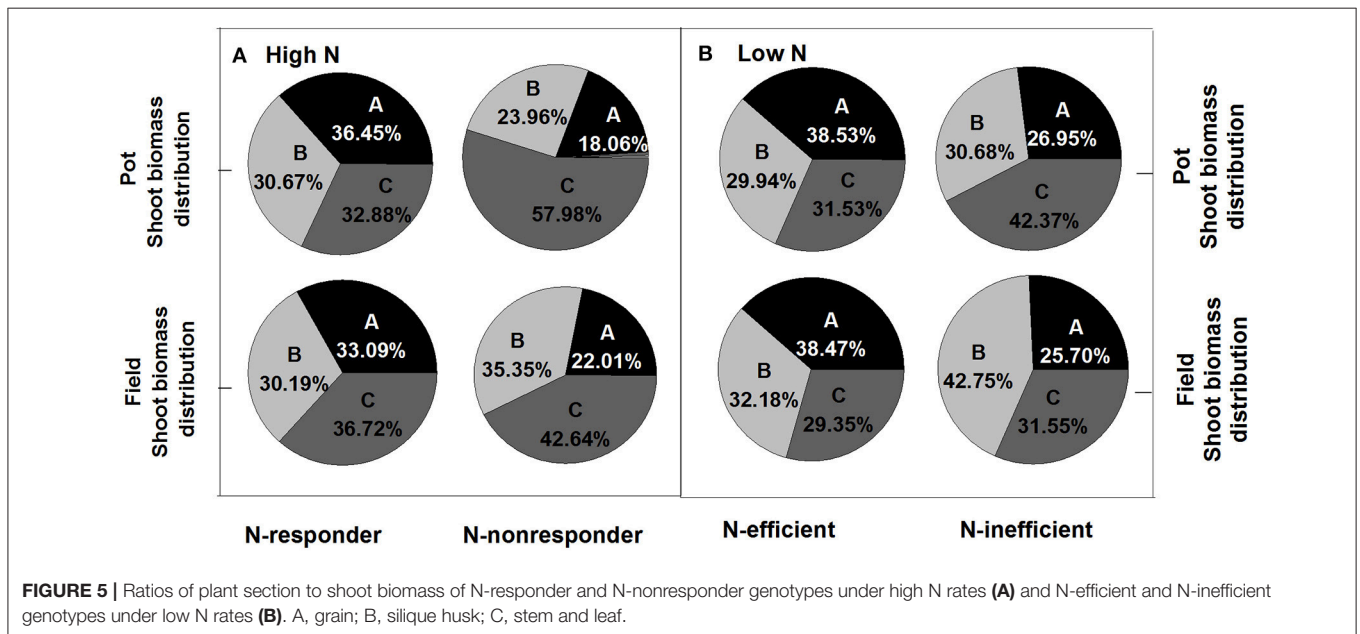 A High N
B Low N
Pot
Shoot biomass
distribution
A
36.45%
B
30.67%
C
32.88%
B
23.96%
A
18.06%
C
57.98%
A
38.53%
B
29.94%
C
31.53%
B
30.68%
A
26.95%
C
42.37%
Pot
Shoot biomass
distribution
Field
Shoot biomass
distribution
A
33.09%
B
30.19%
C
36.72%
B
35.35%
A
22.01%
C
42.64%
A
38.47%
B
32.18%
C
29.35%
A
25.70%
B
42.75%
C
31.55%
Field
Shoot biomass
distribution
N-responder
N-nonresponder
N-efficient
N-inefficient
FIGURE 5 | Ratios of plant section to shoot biomass of N-responder and N-nonresponder genotypes under high N rates (A) and N-efficient and N-inefficient
genotypes under low N rates (B). A, grain; B, silique husk; C, stem and leaf.